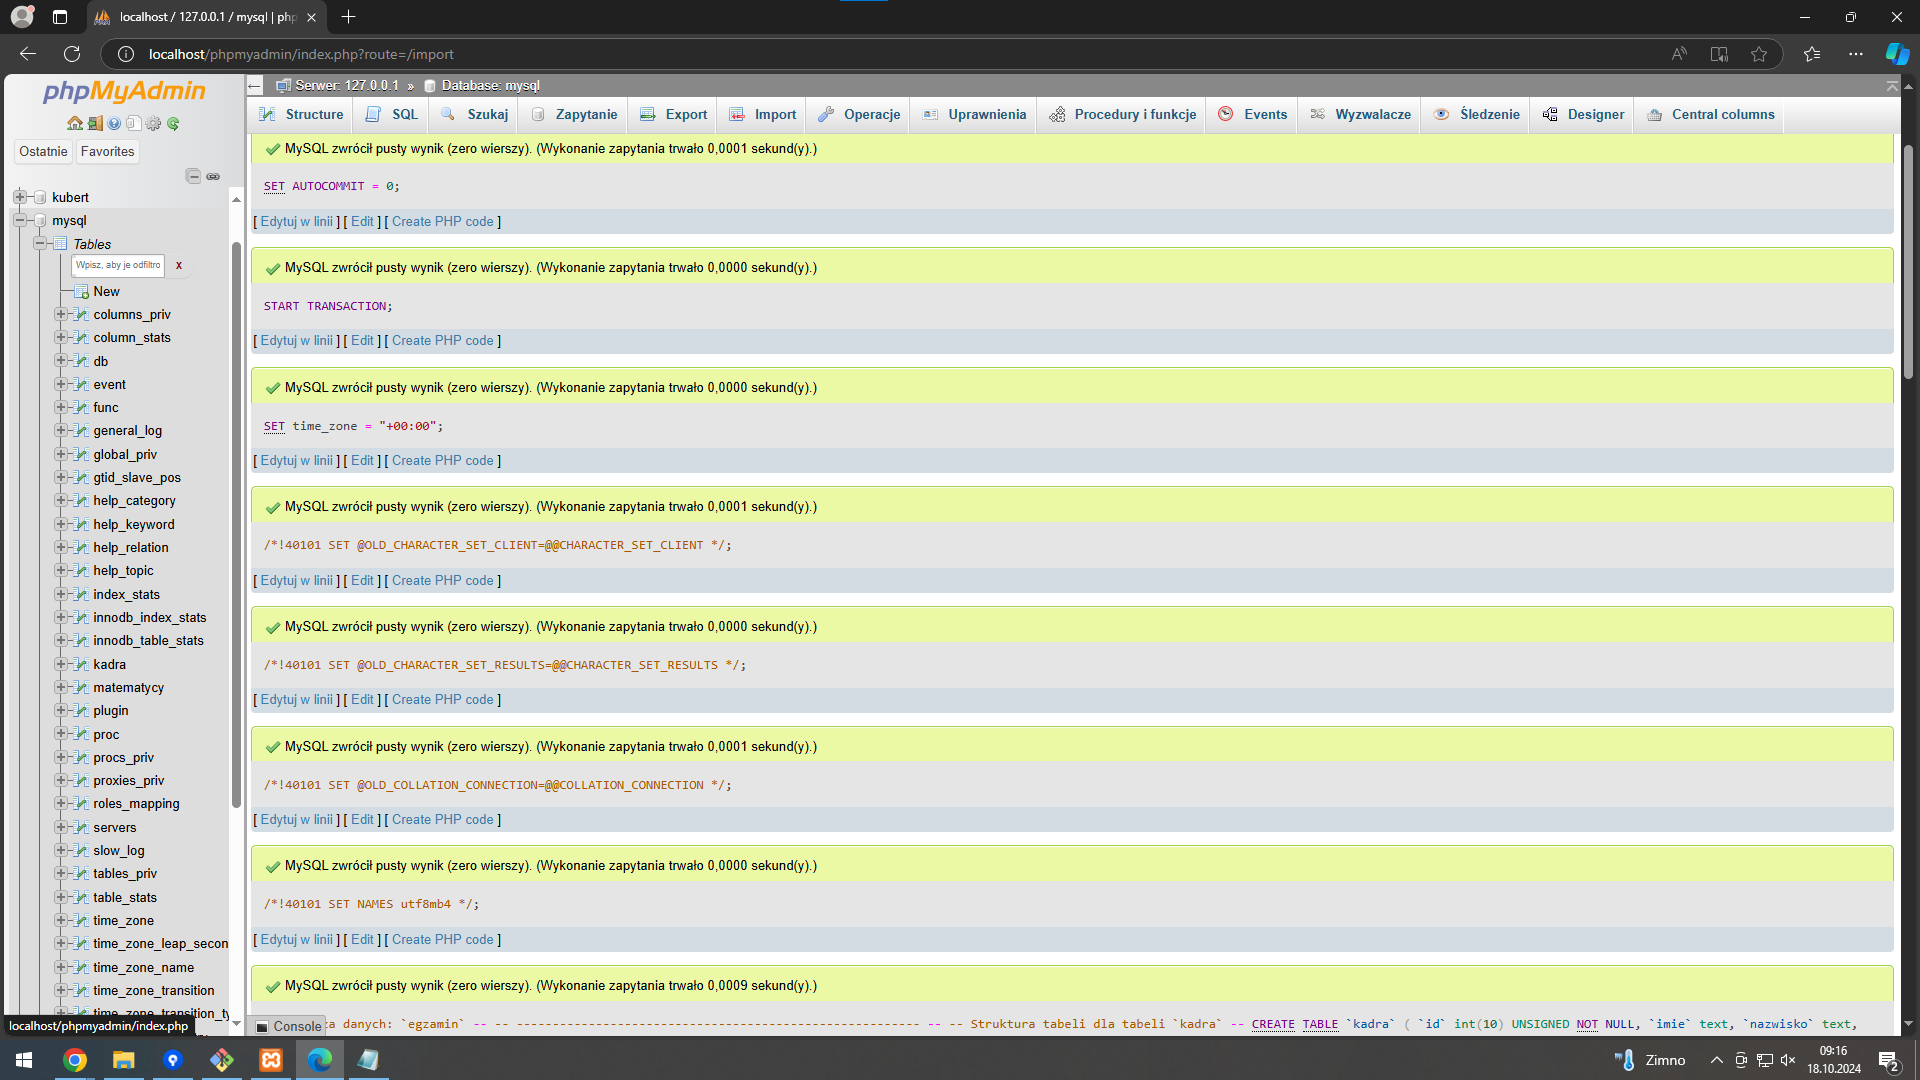 localhost / 127.0.0.1 / mysql | php
localhost/phpmyadmin/index.php?route=/import
phpMyAdmin
Ostatnie Favorites
kubert
mysql
Tables
Wpisz, aby je odfiltro X
New
columns_priv
column_stats
db
event
func
general_log
global_priv
gtid_slave_pos
help_category
help_keyword
help_relation
help_topic
index_stats
innodb_index_stats
innodb_table_stats
kadra
matematycy
plugin
proc
procs_priv
proxies_priv
roles_mapping
servers
slow_log
tables_priv
table_stats
time_zone
time_zone_leap_secon
time_zone_name
time_zone_transition
time_zone_transition_ty
localhost/phpmyadmin/index.php
Serwer: 127.0.0.1 » Database: mysql
Structure SQL Szukaj Zapytanie Export Import Operacje Uprawnienia Procedury i funkcje Events Wyzwalacze Śledzenie Designer Central columns
MySQL zwrócił pusty wynik (zero wierszy). (Wykonanie zapytania trwało 0,0001 sekund(y).)
SET AUTOCOMMIT = 0;
[ Edytuj w linii ] [ Edit ] [ Create PHP code ]
MySQL zwrócił pusty wynik (zero wierszy). (Wykonanie zapytania trwało 0,0000 sekund(y).)
START TRANSACTION;
[ Edytuj w linii ] [ Edit ] [ Create PHP code ]
MySQL zwrócił pusty wynik (zero wierszy). (Wykonanie zapytania trwało 0,0000 sekund(y).)
SET time_zone = "+00:00";
[ Edytuj w linii ] [ Edit ] [ Create PHP code ]
MySQL zwrócił pusty wynik (zero wierszy). (Wykonanie zapytania trwało 0,0001 sekund(y).)
/*!40101 SET @OLD_CHARACTER_SET_CLIENT=@@CHARACTER_SET_CLIENT */;
[ Edytuj w linii ] [ Edit ] [ Create PHP code ]
MySQL zwrócił pusty wynik (zero wierszy). (Wykonanie zapytania trwało 0,0000 sekund(y).)
/*!40101 SET @OLD_CHARACTER_SET_RESULTS=@@CHARACTER_SET_RESULTS */;
[ Edytuj w linii ] [ Edit ] [ Create PHP code ]
MySQL zwrócił pusty wynik (zero wierszy). (Wykonanie zapytania trwało 0,0001 sekund(y).)
/*!40101 SET @OLD_COLLATION_CONNECTION=@@COLLATION_CONNECTION */;
[ Edytuj w linii ] [ Edit ] [ Create PHP code ]
MySQL zwrócił pusty wynik (zero wierszy). (Wykonanie zapytania trwało 0,0000 sekund(y).)
/*!40101 SET NAMES utf8mb4 */;
[ Edytuj w linii ] [ Edit ] [ Create PHP code ]
MySQL zwrócił pusty wynik (zero wierszy). (Wykonanie zapytania trwało 0,0009 sekund(y).)
Console za danych: `egzamin` -- -- -------------------------------------------------------- -- -- Struktura tabeli dla tabeli `kadra` -- CREATE TABLE `kadra` ( `id` int(10) UNSIGNED NOT NULL, `imie` text, `nazwisko` text,
Zimno
09:16
18.10.2024
2